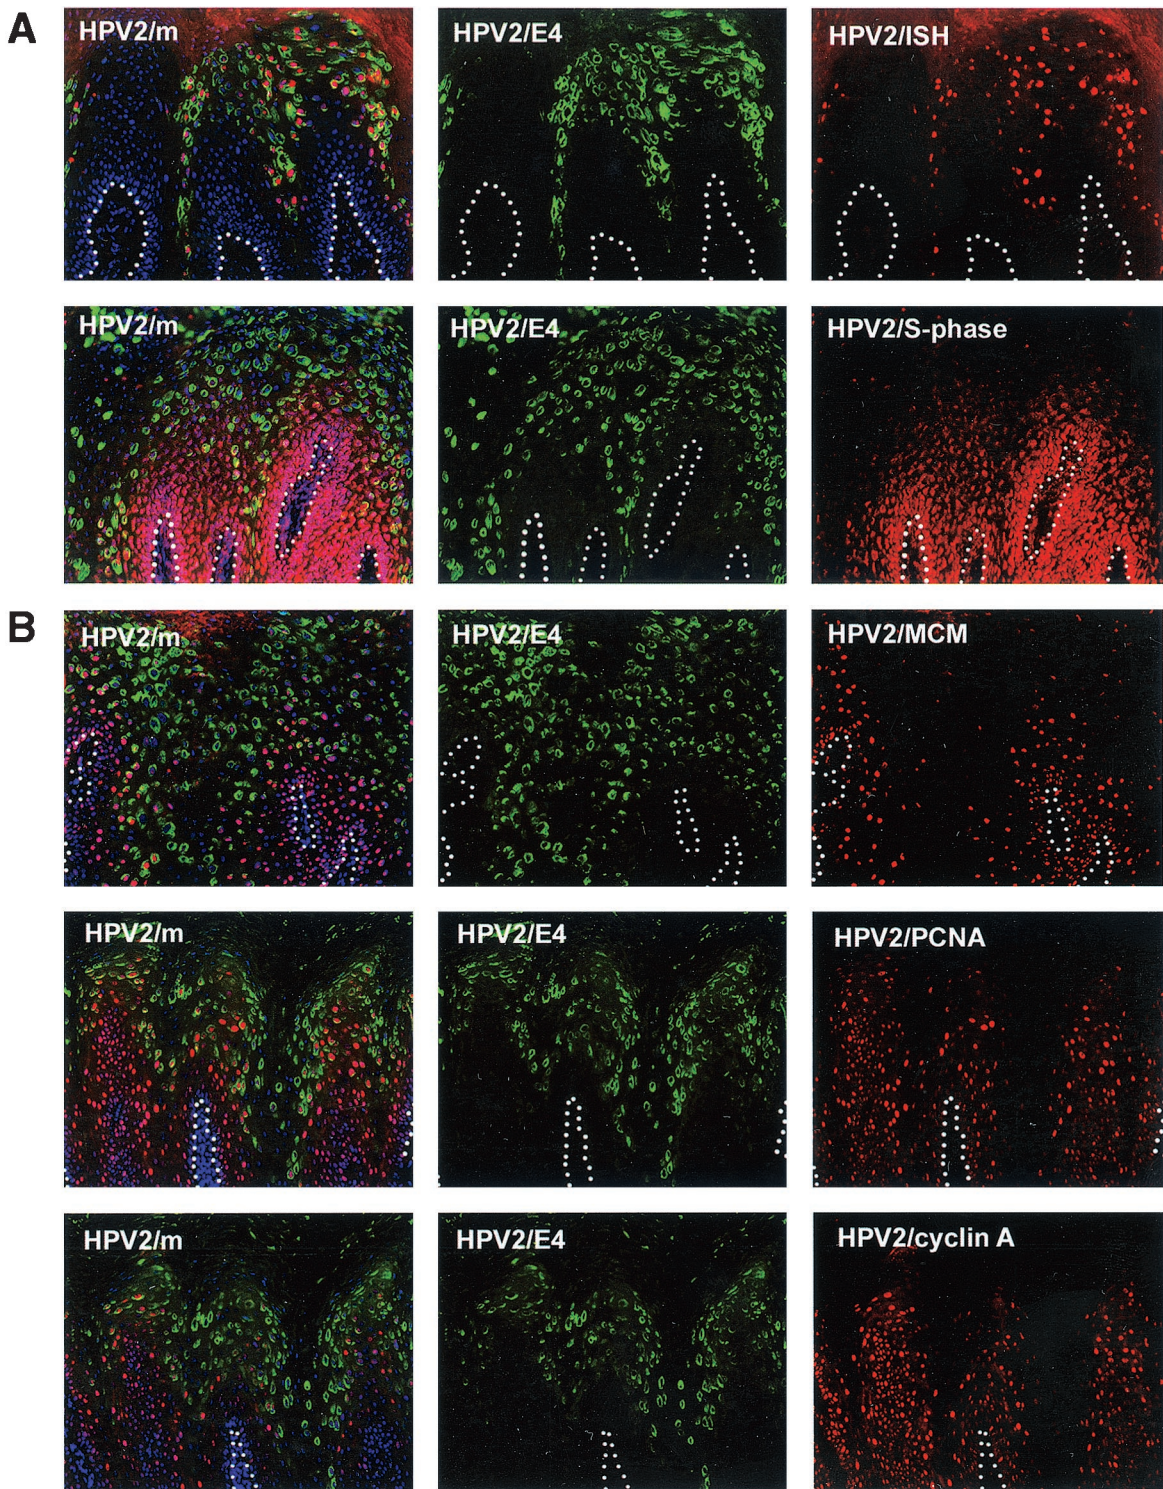 A
HPV2/m HPV2/E4 HPV2/ISH
HPV2/m HPV2/E4 HPV2/S-phase
B
HPV2/m HPV2/E4 HPV2/MCM
HPV2/m HPV2/E4 HPV2/PCNA
HPV2/m HPV2/E4 HPV2/cyclin A